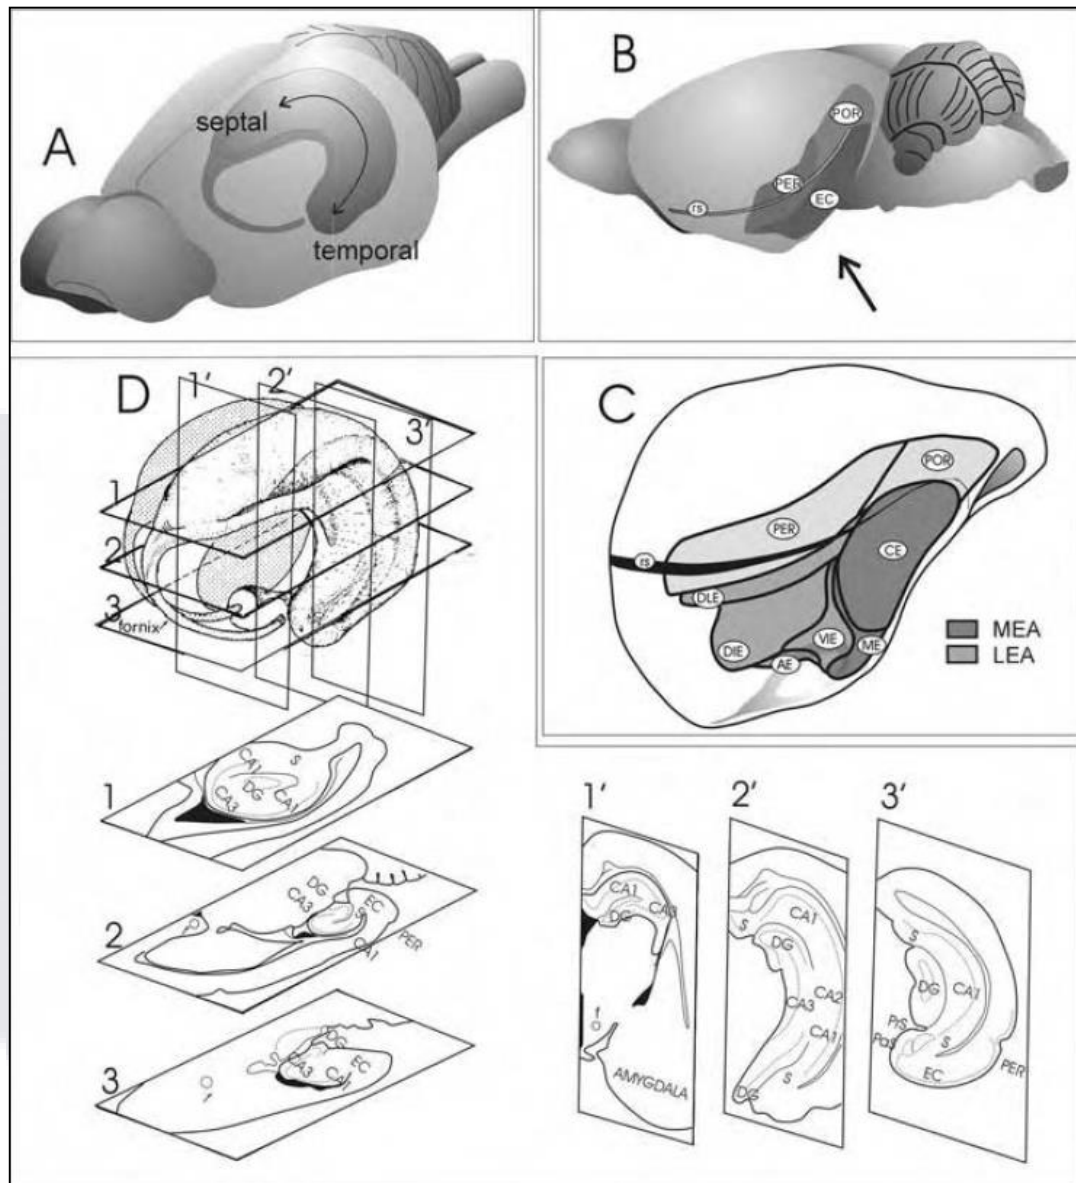 A
septal
temporal
B
POR
PER
rs
EC
D
1'
2'
3'
1
2
3
fornix
C
POR
PER
CE
rs
DLE
VIE
ME
DIE
AE
MEA
LEA
1
CA1
S
DG
CA1
CA3
2
DG
CA3
EC
S
CA1
PER
f
3
DG
EC
CA3
CA1
f
1'
CA1
CA3
DG
f
AMYGDALA
2'
CA1
S
DG
CA3
CA2
CA1
S
DG
3'
S
DG
CA1
PrS
PaS
S
EC
PER